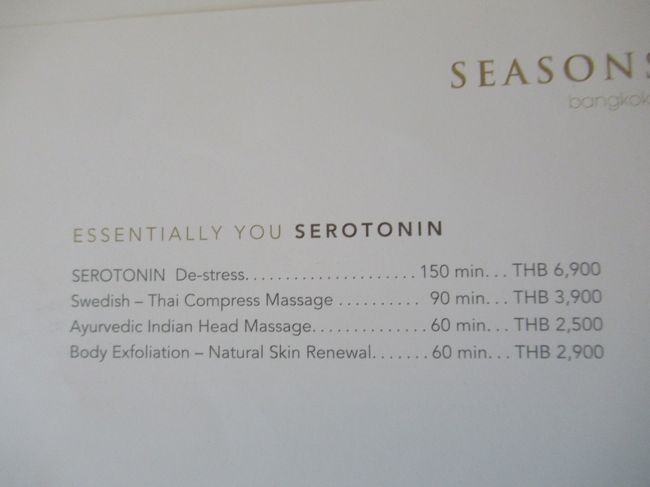 SEASONS
bangkok
ESSENTIALLY YOU SEROTONIN
SEROTONIN De-stress.....................150 min...THB 6,900
Swedish – Thai Compress Massage .......... 90 min...THB 3,900
Ayurvedic Indian Head Massage..............60 min...THB 2,500
Body Exfoliation – Natural Skin Renewal.......60 min...THB 2,900